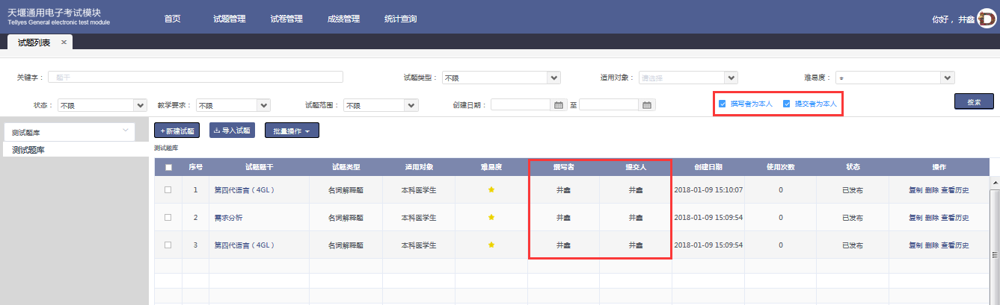 天堰通用电子考试模块
Tellyes General electronic test module
首页 试题管理 试卷管理 成绩管理 统计查询
你好，井鑫
试题列表 ×
关键字： 题干 试题类型： 不限 适用对象： 请选择 难易度： *
状态： 不限 教学要求： 不限 试题范围： 不限 创建日期： 至 撰写者为本人 提交者为本人 搜索
测试题库
测试题库
+新建试题 导入试题 批量操作
测试题库
序号 试题题干 试题类型 适用对象 难易度 撰写者 提交人 创建日期 使用次数 状态 操作
1 第四代语言（4GL） 名词解释题 本科医学生 井鑫 井鑫 2018-01-09 15:10:07 0 已发布 复制 删除 查看历史
2 需求分析 名词解释题 本科医学生 井鑫 井鑫 2018-01-09 15:09:54 0 已发布 复制 删除 查看历史
3 第四代语言（4GL） 名词解释题 本科医学生 井鑫 井鑫 2018-01-09 15:09:54 0 已发布 复制 删除 查看历史